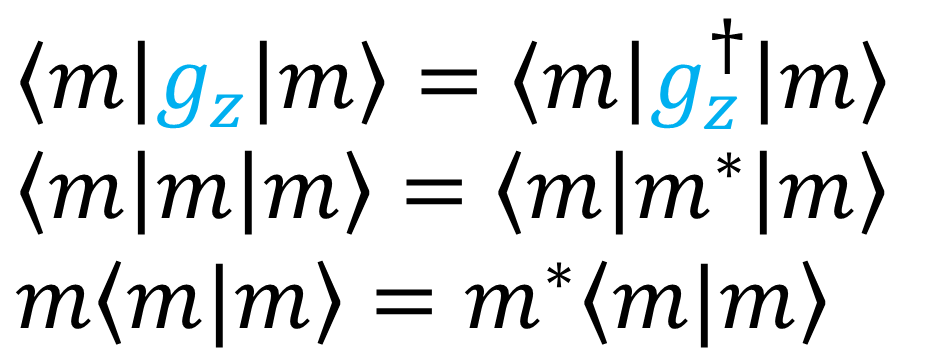 ⟨m|g_z|m⟩ = ⟨m|g_z^†|m⟩
⟨m|m|m⟩ = ⟨m|m*|m⟩
m⟨m|m⟩ = m*⟨m|m⟩